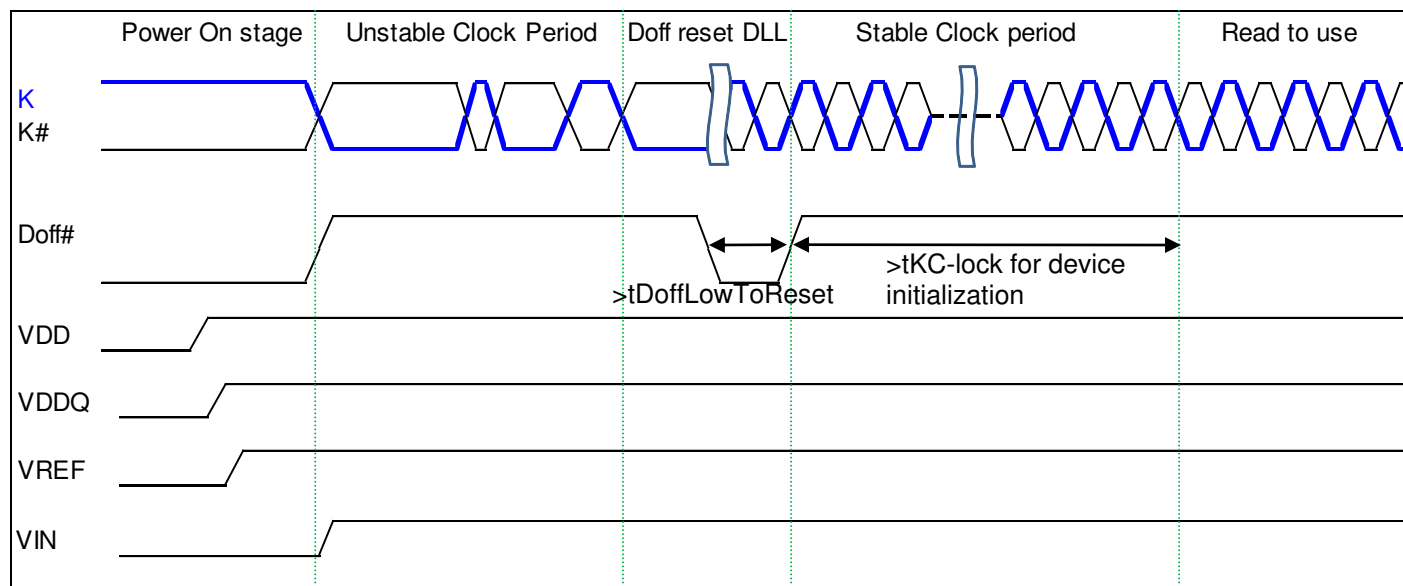 Power On stage
Unstable Clock Period
Doff reset DLL
Stable Clock period
Read to use
K
K#
Doff#
>tDoffLowToReset
>tKC-lock for device
initialization
VDD
VDDQ
VREF
VIN